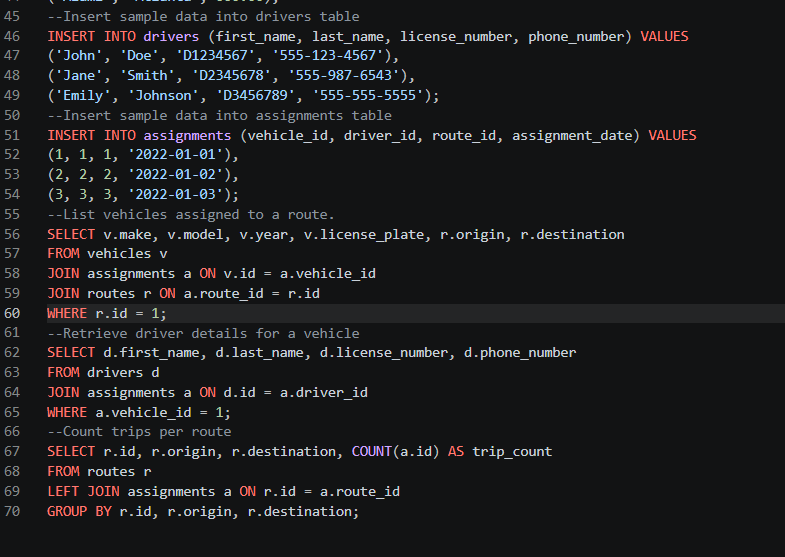 45 --Insert sample data into drivers table
46 INSERT INTO drivers (first_name, last_name, license_number, phone_number) VALUES
47 ('John', 'Doe', 'D1234567', '555-123-4567'),
48 ('Jane', 'Smith', 'D2345678', '555-987-6543'),
49 ('Emily', 'Johnson', 'D3456789', '555-555-5555');
50 --Insert sample data into assignments table
51 INSERT INTO assignments (vehicle_id, driver_id, route_id, assignment_date) VALUES
52 (1, 1, 1, '2022-01-01'),
53 (2, 2, 2, '2022-01-02'),
54 (3, 3, 3, '2022-01-03');
55 --List vehicles assigned to a route.
56 SELECT v.make, v.model, v.year, v.license_plate, r.origin, r.destination
57 FROM vehicles v
58 JOIN assignments a ON v.id = a.vehicle_id
59 JOIN routes r ON a.route_id = r.id
60 WHERE r.id = 1;
61 --Retrieve driver details for a vehicle
62 SELECT d.first_name, d.last_name, d.license_number, d.phone_number
63 FROM drivers d
64 JOIN assignments a ON d.id = a.driver_id
65 WHERE a.vehicle_id = 1;
66 --Count trips per route
67 SELECT r.id, r.origin, r.destination, COUNT(a.id) AS trip_count
68 FROM routes r
69 LEFT JOIN assignments a ON r.id = a.route_id
70 GROUP BY r.id, r.origin, r.destination;